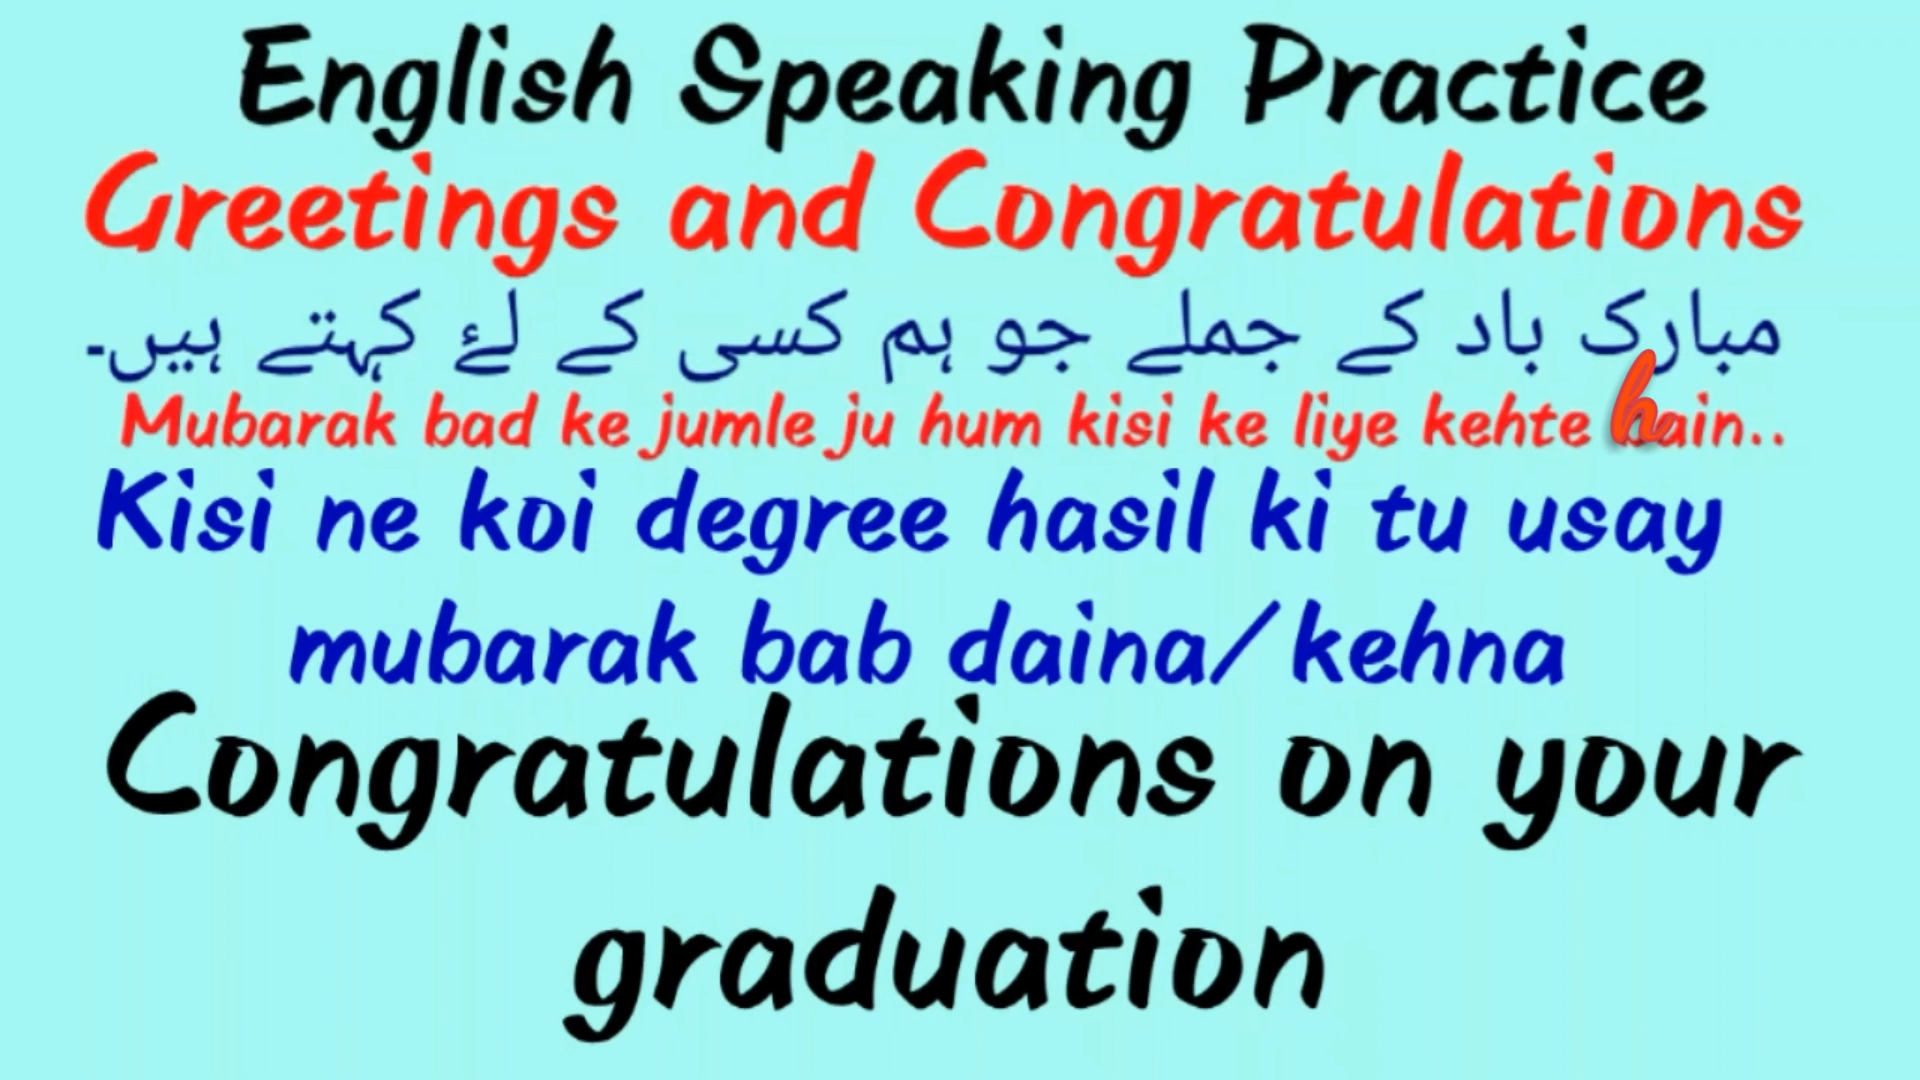 English Speaking Practice
Greetings and Congratulations
مبارک باد کے جملے جو ہم کسی کے لۓ کہتے ہیں۔
Mubarak bad ke jumle ju hum kisi ke liye kehte hain..
Kisi ne koi degree hasil ki tu usay
mubarak bab daina/kehna
Congratulations on your
graduation